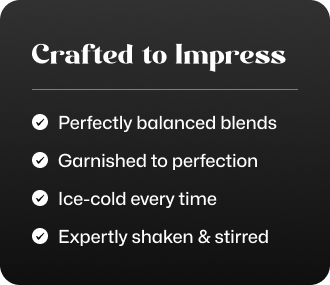 Crafted to Impress
Perfectly balanced blends
Garnished to perfection
Ice-cold every time
Expertly shaken & stirred